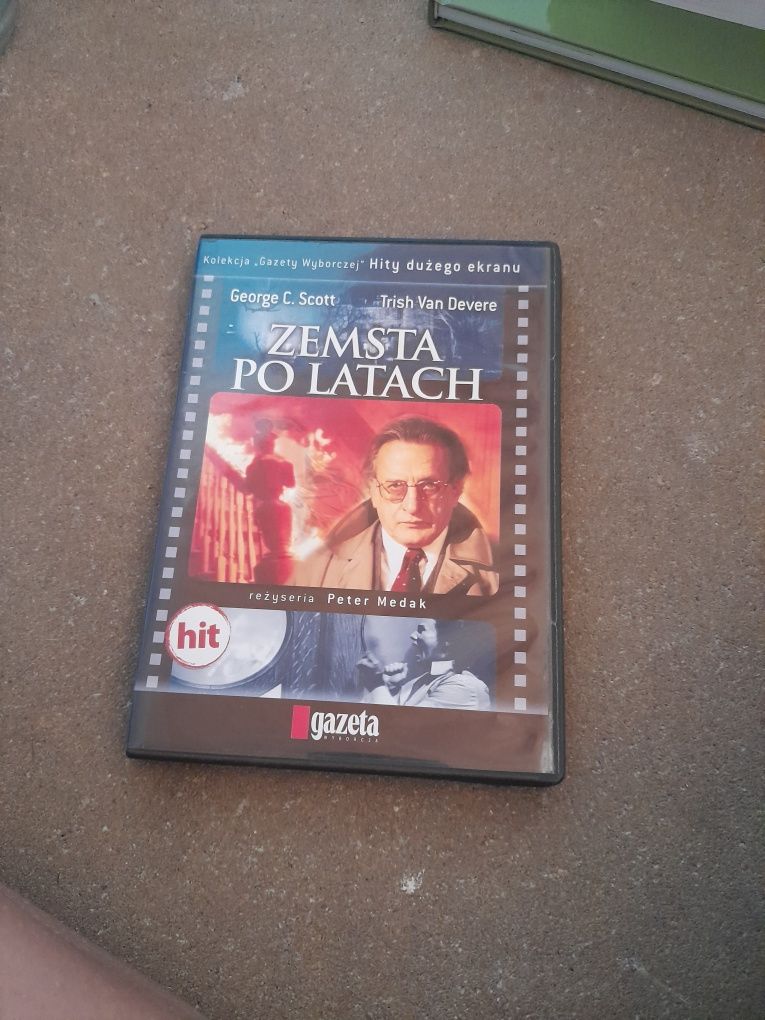 Kolekcja „Gazety Wyborczej” Hity dużego ekranu
George C. Scott Trish Van Devere
ZEMSTA
PO LATACH
reżyseria Peter Medak
hit
gazeta
WYBORCZA